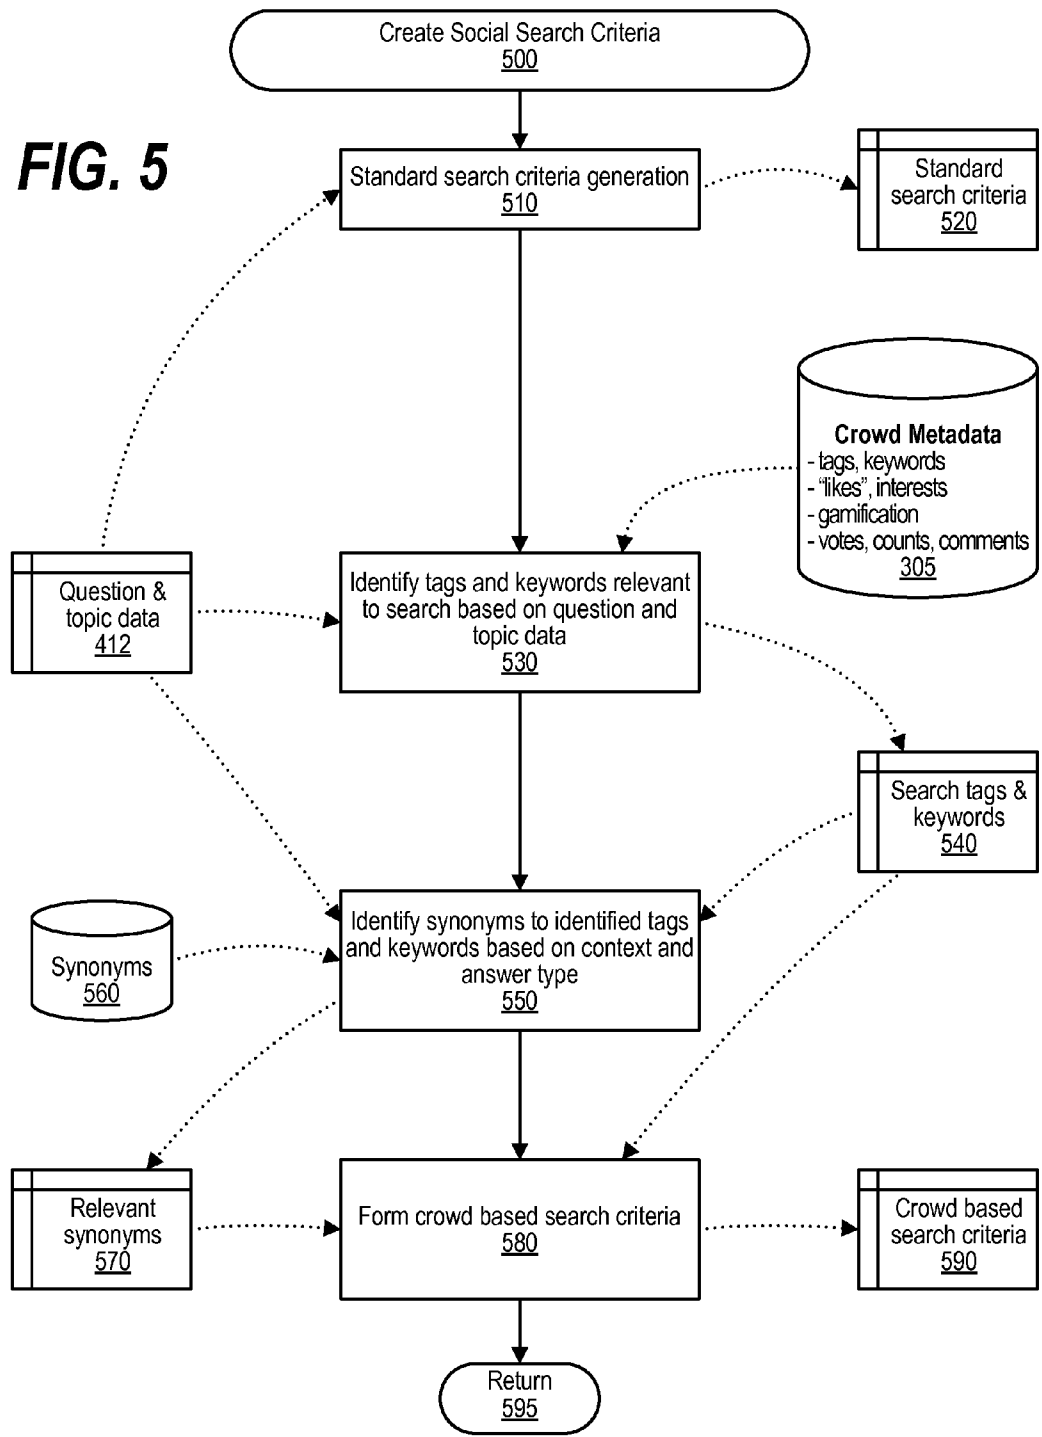 Create Social Search Criteria
500
FIG. 5
Standard search criteria generation
510
Standard
search criteria
520
Crowd Metadata
- tags, keywords
- “likes”, interests
- gamification
- votes, counts, comments
305
Question &
topic data
412
Identify tags and keywords relevant
to search based on question and
topic data
530
Search tags &
keywords
540
Synonyms
560
Identify synonyms to identified tags
and keywords based on context and
answer type
550
Relevant
synonyms
570
Form crowd based search criteria
580
Crowd based
search criteria
590
Return
595